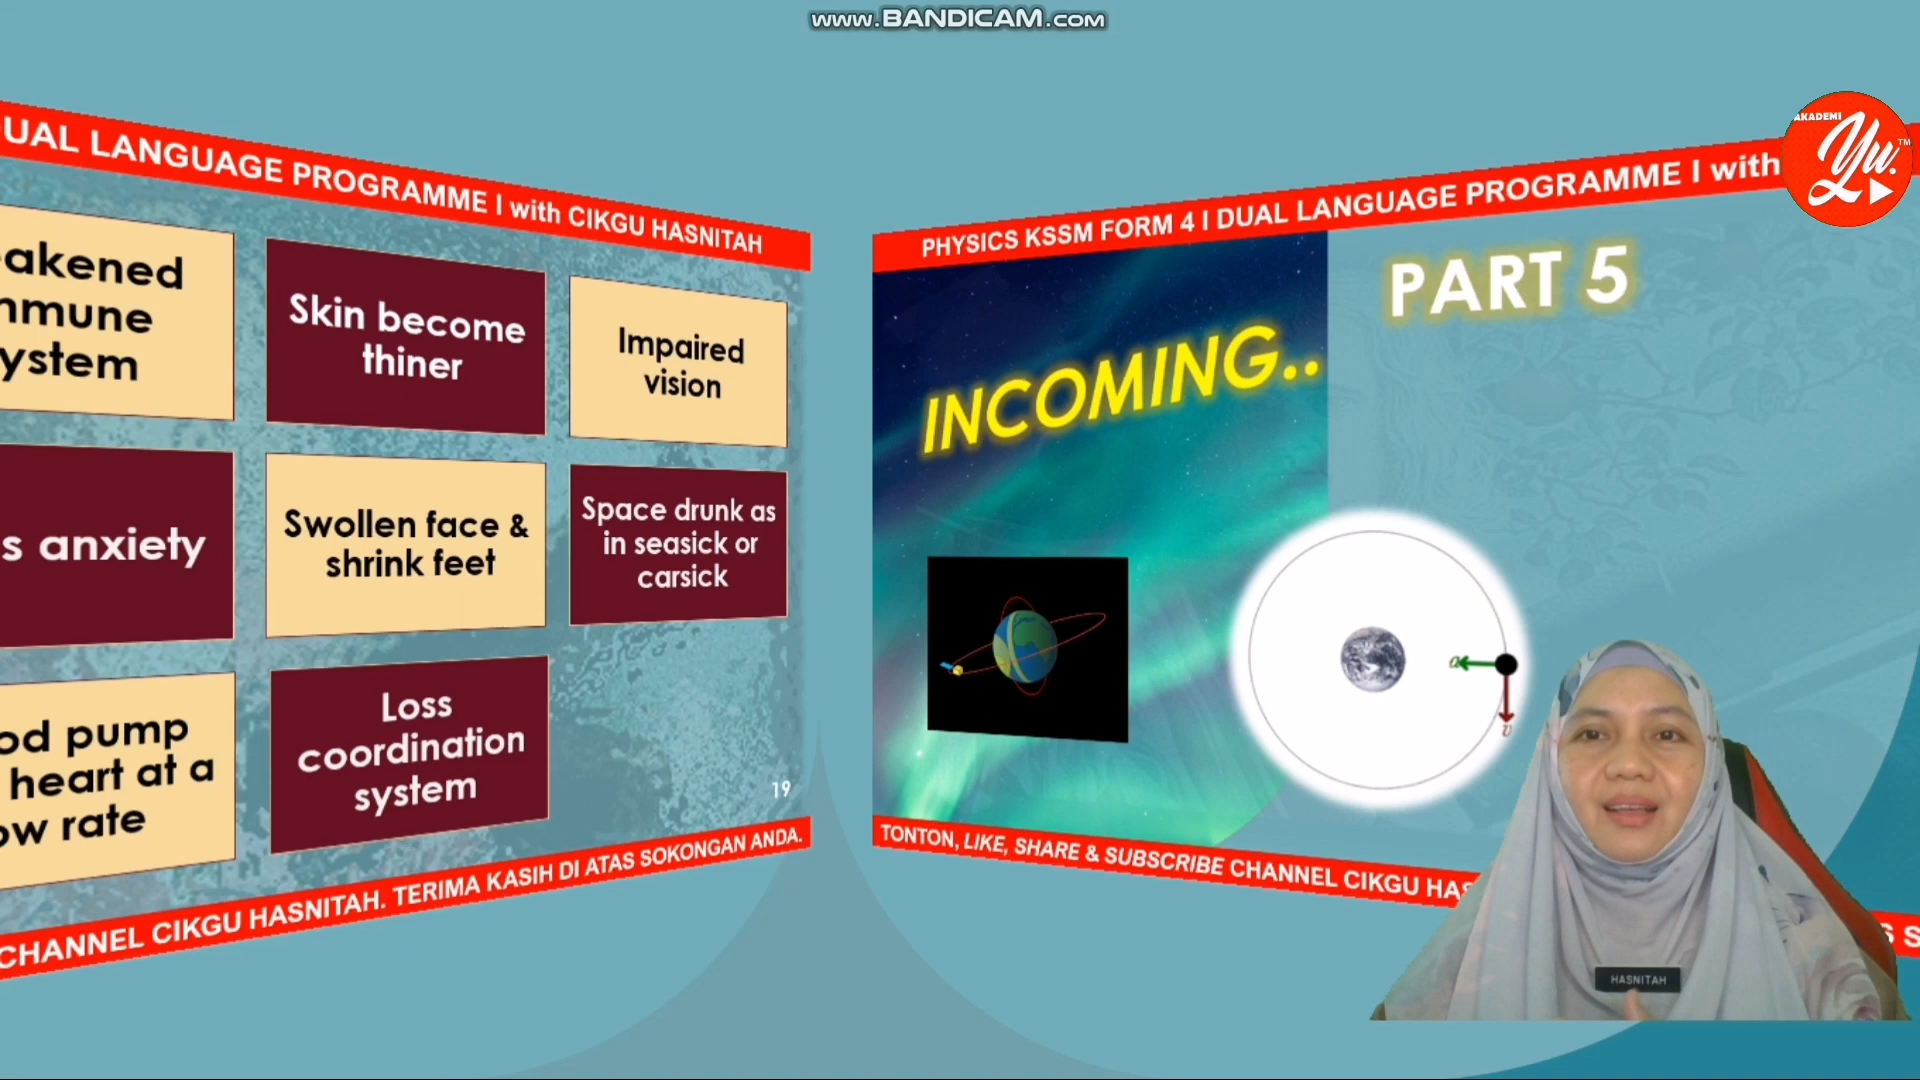 www.BANDICAM.com
UAL LANGUAGE PROGRAMME I with CIKGU HASNITAH
akened
mmune
ystem
Skin become
thiner
Impaired
vision
s anxiety
Swollen face &
shrink feet
Space drunk as
in seasick or
carsick
od pump
heart at a
ow rate
Loss
coordination
system
19
CHANNEL CIKGU HASNITAH. TERIMA KASIH DI ATAS SOKONGAN ANDA.
PHYSICS KSSM FORM 4 I DUAL LANGUAGE PROGRAMME I with
AKADEMI
Yu.
TM
PART 5
INCOMING..
a
v
TONTON, LIKE, SHARE & SUBSCRIBE CHANNEL CIKGU HAS
S S
HASNITAH